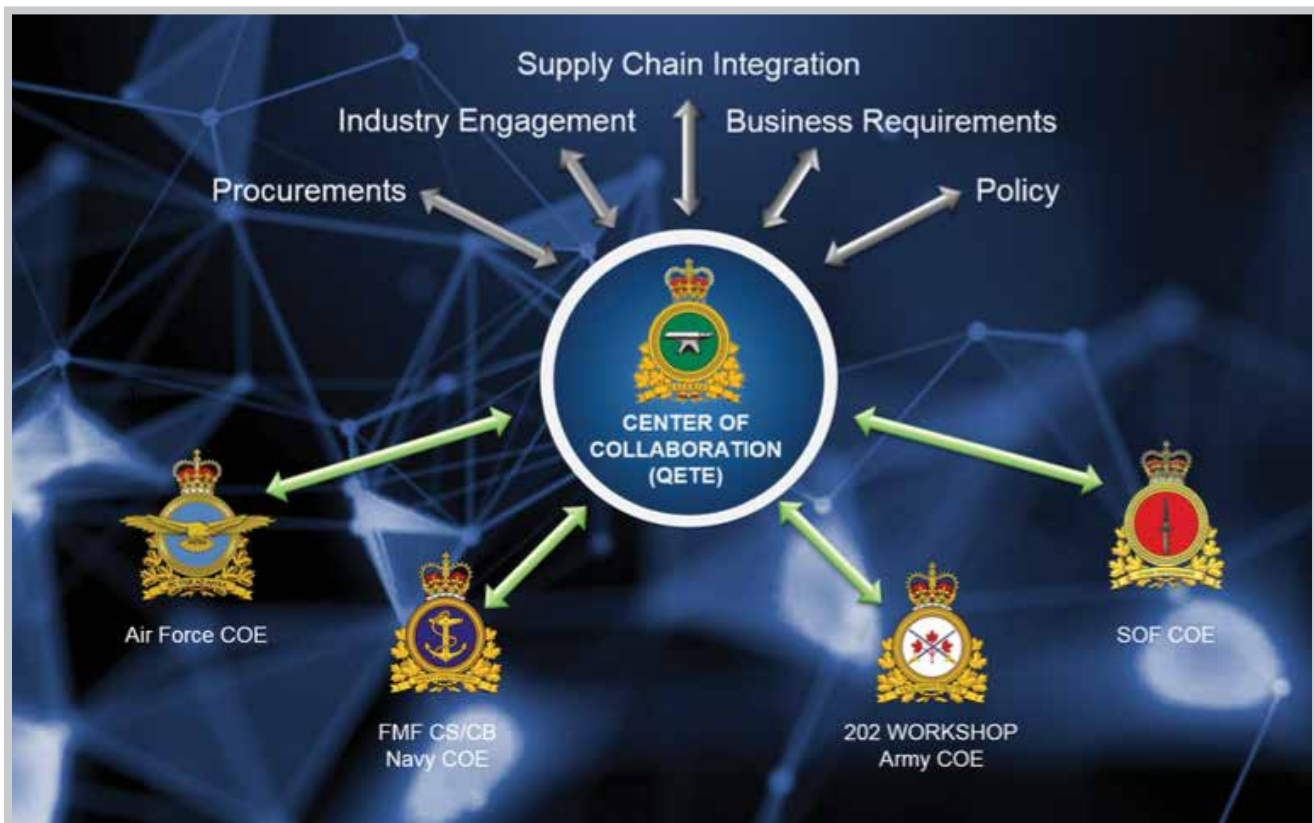 Supply Chain Integration
Industry Engagement
Business Requirements
Procurements
Policy
CENTER OF
COLLABORATION
(QETE)
Air Force COE
SOF COE
FMF CS/CB
Navy COE
202 WORKSHOP
Army COE